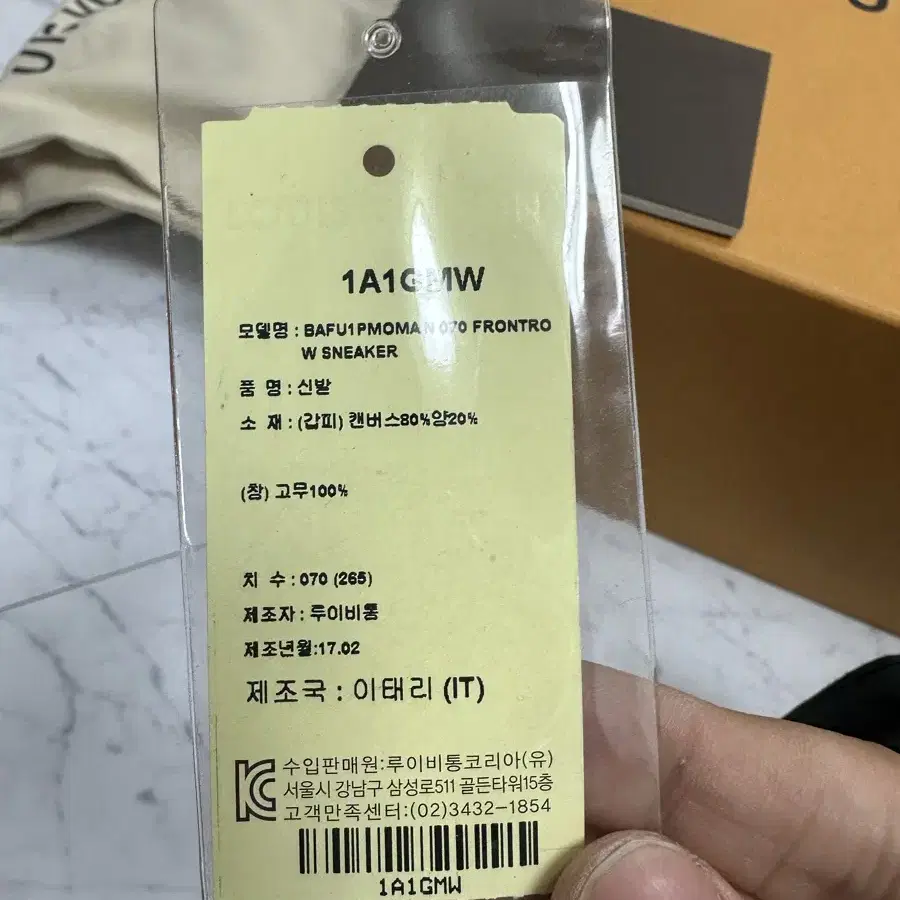 1A1GMW
모델명 : BAFU1PMOMAN 070 FRONTRO
W SNEAKER
품 명 : 신발
소 재 : (갑피) 캔버스80%양20%
(창) 고무100%
치 수 : 070 (265)
제조자 : 루이비통
제조년월:17.02
제조국 : 이태리 (IT)
수입판매원:루이비통코리아(유)
서울시 강남구 삼성로511 골든타워15층
고객만족센터:(02)3432-1854
1A1GMW